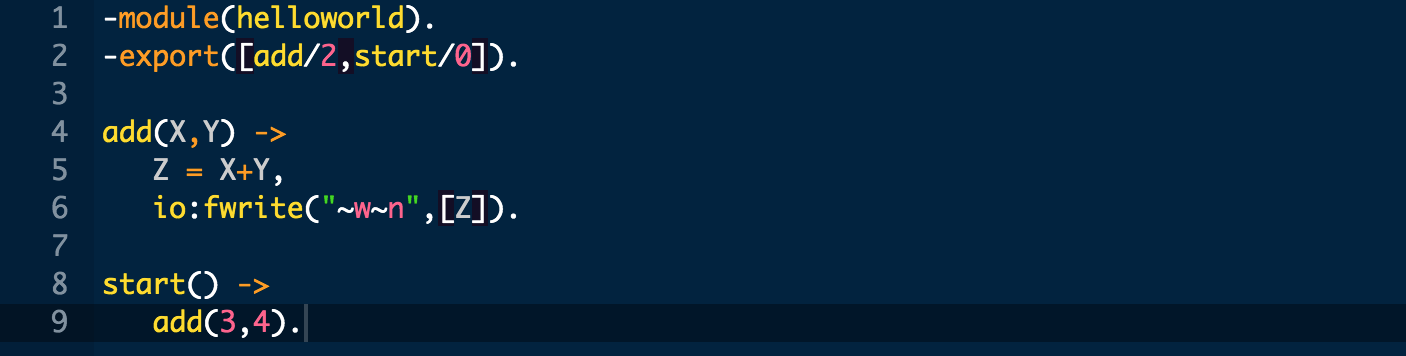 1 -module(helloworld).
2 -export([add/2,start/0]).
3
4 add(X,Y) ->
5    Z = X+Y,
6    io:fwrite("~w~n",[Z]).
7
8 start() ->
9    add(3,4).